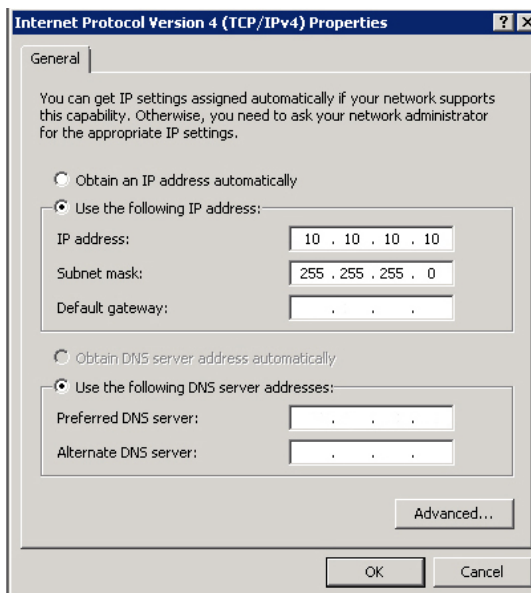 Internet Protocol Version 4 (TCP/IPv4) Properties
General
You can get IP settings assigned automatically if your network supports
this capability. Otherwise, you need to ask your network administrator
for the appropriate IP settings.
Obtain an IP address automatically
Use the following IP address:
IP address: 10 . 10 . 10 . 10
Subnet mask: 255 . 255 . 255 . 0
Default gateway: . . .
Obtain DNS server address automatically
Use the following DNS server addresses:
Preferred DNS server: . . .
Alternate DNS server: . . .
Advanced...
OK Cancel